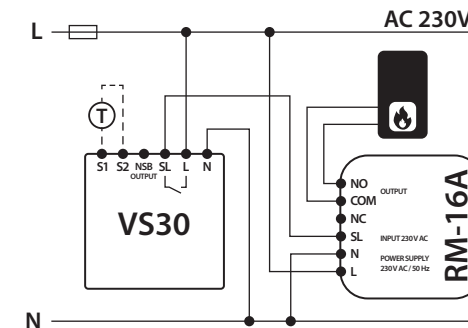 AC 230V
L
T
S1 S2 NSB SL L N
OUTPUT
VS30
NO
COM
NC
SL
N
L
OUTPUT
INPUT 230V AC
POWER SUPPLY
230V AC / 50 Hz
RM-16A
N